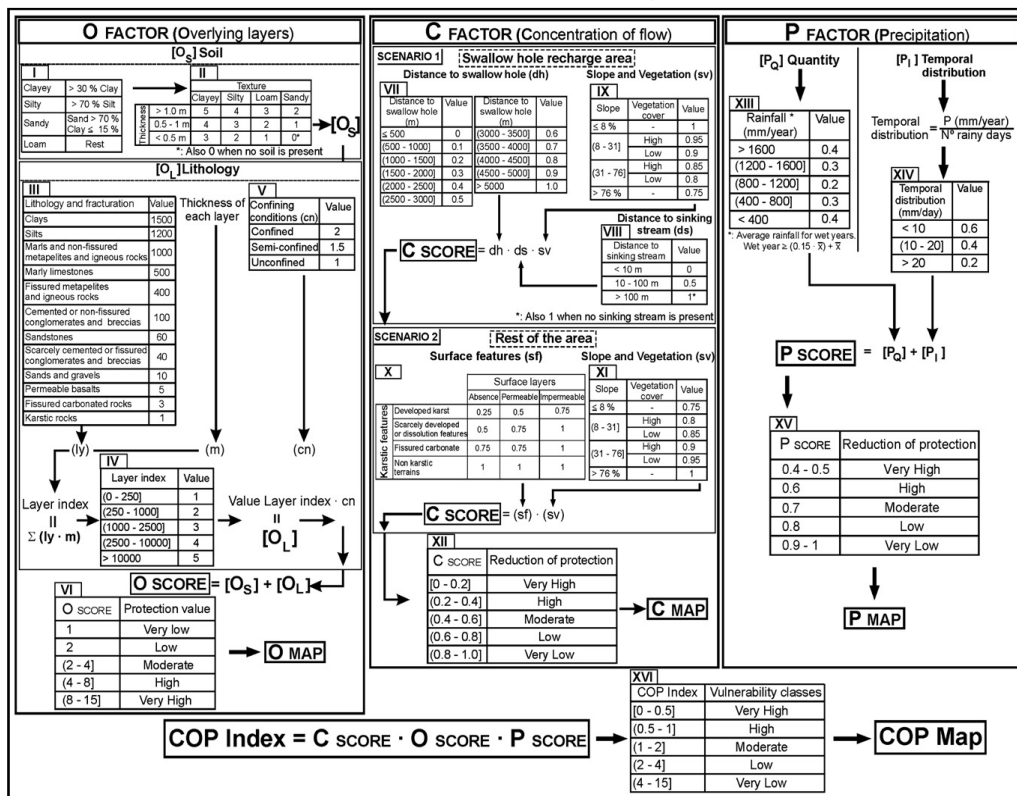 O FACTOR (Overlying layers)
[OS] Soil
I
Clayey > 30 % Clay
Silty > 70 % Silt
Sandy Sand > 70 % Clay ≤ 15 %
Loam Rest
II
Texture
Clayey Silty Loam Sandy
Thickness
> 1.0 m 5 4 3 2
0.5 - 1 m 4 3 2 1
< 0.5 m 3 2 1 0*
*: Also 0 when no soil is present
[OS]
[OL] Lithology
III
Lithology and fracturation Value
Clays 1500
Silts 1200
Marls and non-fissured metapelites and igneous rocks 1000
Marly limestones 500
Fissured metapelites and igneous rocks 400
Cemented or non-fissured conglomerates and breccias 100
Sandstones 60
Scarcely cemented or fissured conglomerates and breccias 40
Sands and gravels 10
Permeable basalts 5
Fissured carbonated rocks 3
Karstic rocks 1
Thickness of each layer
V
Confining conditions (cn) Value
Confined 2
Semi-confined 1.5
Unconfined 1
(ly) (m) (cn)
Layer index
=
Σ (ly · m)
IV
Layer index Value
(0 - 250] 1
(250 - 1000] 2
(1000 - 2500] 3
(2500 - 10000] 4
> 10000 5
Value Layer index · cn
=
[OL]
O SCORE = [OS] + [OL]
VI
O SCORE Protection value
1 Very low
2 Low
(2 - 4] Moderate
(4 - 8] High
(8 - 15] Very High
O MAP
C FACTOR (Concentration of flow)
SCENARIO 1
Swallow hole recharge area
Distance to swallow hole (dh)
VII
Distance to swallow hole (m) Value
≤ 500 0
(500 - 1000] 0.1
(1000 - 1500] 0.2
(1500 - 2000] 0.3
(2000 - 2500] 0.4
(2500 - 3000] 0.5
Distance to swallow hole (m) Value
(3000 - 3500] 0.6
(3500 - 4000] 0.7
(4000 - 4500] 0.8
(4500 - 5000] 0.9
> 5000 1.0
Slope and Vegetation (sv)
IX
Slope Vegetation cover Value
≤ 8 % - 1
(8 - 31] High 0.95
Low 0.9
(31 - 76] High 0.85
Low 0.8
> 76 % - 0.75
Distance to sinking stream (ds)
VIII
Distance to sinking stream Value
< 10 m 0
10 - 100 m 0.5
> 100 m 1*
*: Also 1 when no sinking stream is present
C SCORE = dh · ds · sv
SCENARIO 2
Rest of the area
Surface features (sf)
X
Surface layers
Absence Permeable Impermeable
Karstic features
Developed karst 0.25 0.5 0.75
Scarcely developed or dissolution features 0.5 0.75 1
Fissured carbonate 0.75 0.75 1
Non karstic terrains 1 1 1
Slope and Vegetation (sv)
XI
Slope Vegetation cover Value
≤ 8 % - 0.75
(8 - 31] High 0.8
Low 0.85
(31 - 76] High 0.9
Low 0.95
> 76 % - 1
C SCORE = (sf) · (sv)
XII
C SCORE Reduction of protection
[0 - 0.2] Very High
(0.2 - 0.4] High
(0.4 - 0.6] Moderate
(0.6 - 0.8] Low
(0.8 - 1.0] Very Low
C MAP
P FACTOR (Precipitation)
[PQ] Quantity
XIII
Rainfall * (mm/year) Value
> 1600 0.4
(1200 - 1600] 0.3
(800 - 1200] 0.2
(400 - 800] 0.3
< 400 0.4
*: Average rainfall for wet years.
Wet year ≥ (0.15 · x̄) + x̄
[PI] Temporal distribution
Temporal distribution = P (mm/year) / Nº rainy days
XIV
Temporal distribution (mm/day) Value
< 10 0.6
(10 - 20] 0.4
> 20 0.2
P SCORE = [PQ] + [PI]
XV
P SCORE Reduction of protection
0.4 - 0.5 Very High
0.6 High
0.7 Moderate
0.8 Low
0.9 - 1 Very Low
P MAP
COP Index = C SCORE · O SCORE · P SCORE
XVI
COP Index Vulnerability classes
[0 - 0.5] Very High
(0.5 - 1] High
(1 - 2] Moderate
(2 - 4] Low
(4 - 15] Very Low
COP Map